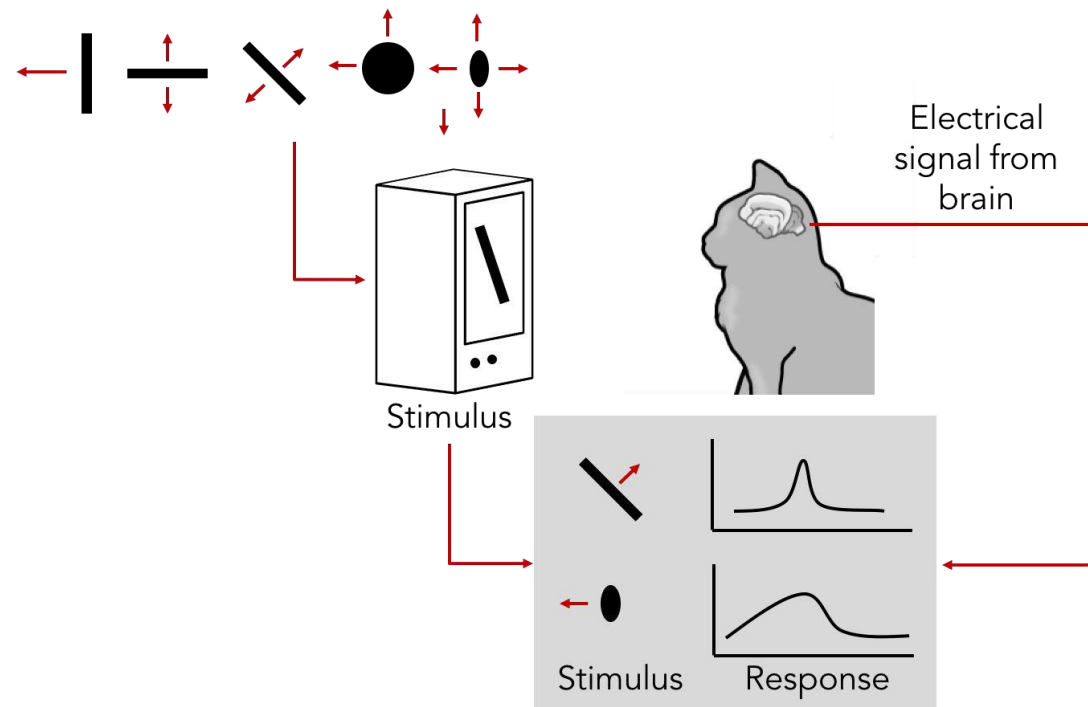 Electrical
signal from
brain
Stimulus
Stimulus
Response